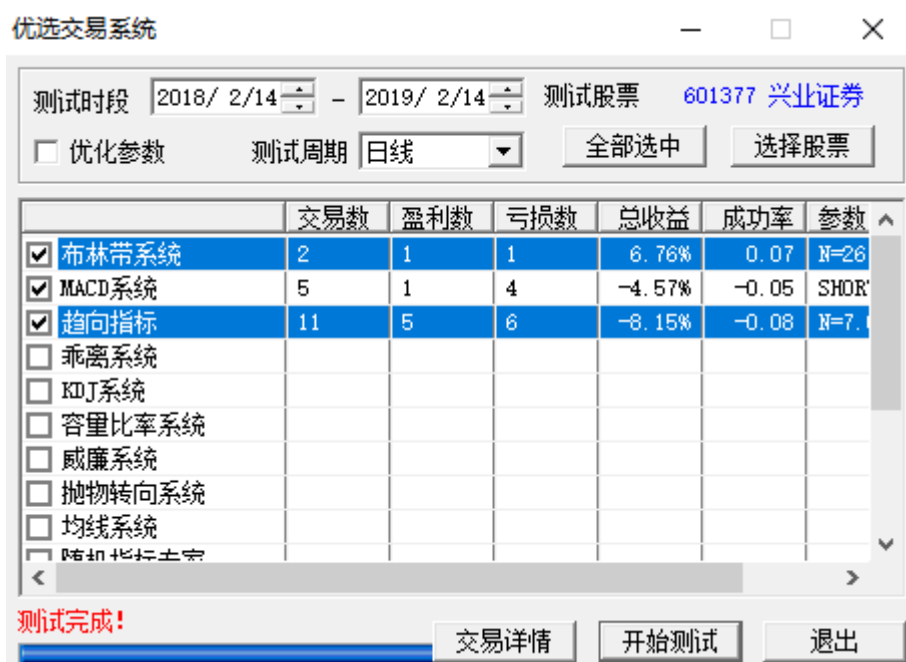 优选交易系统
测试时段 2018/ 2/14 - 2019/ 2/14 测试股票 601377 兴业证券
优化参数 测试周期 日线 全部选中 选择股票
交易数 盈利数 亏损数 总收益 成功率 参数
布林带系统 2 1 1 6.76% 0.07 N=26
MACD系统 5 1 4 -4.57% -0.05 SHOR
趋向指标 11 5 6 -8.15% -0.08 N=7.
乖离系统
KDJ系统
容量比率系统
威廉系统
抛物转向系统
均线系统
随机指标专家
测试完成!
交易详情 开始测试 退出